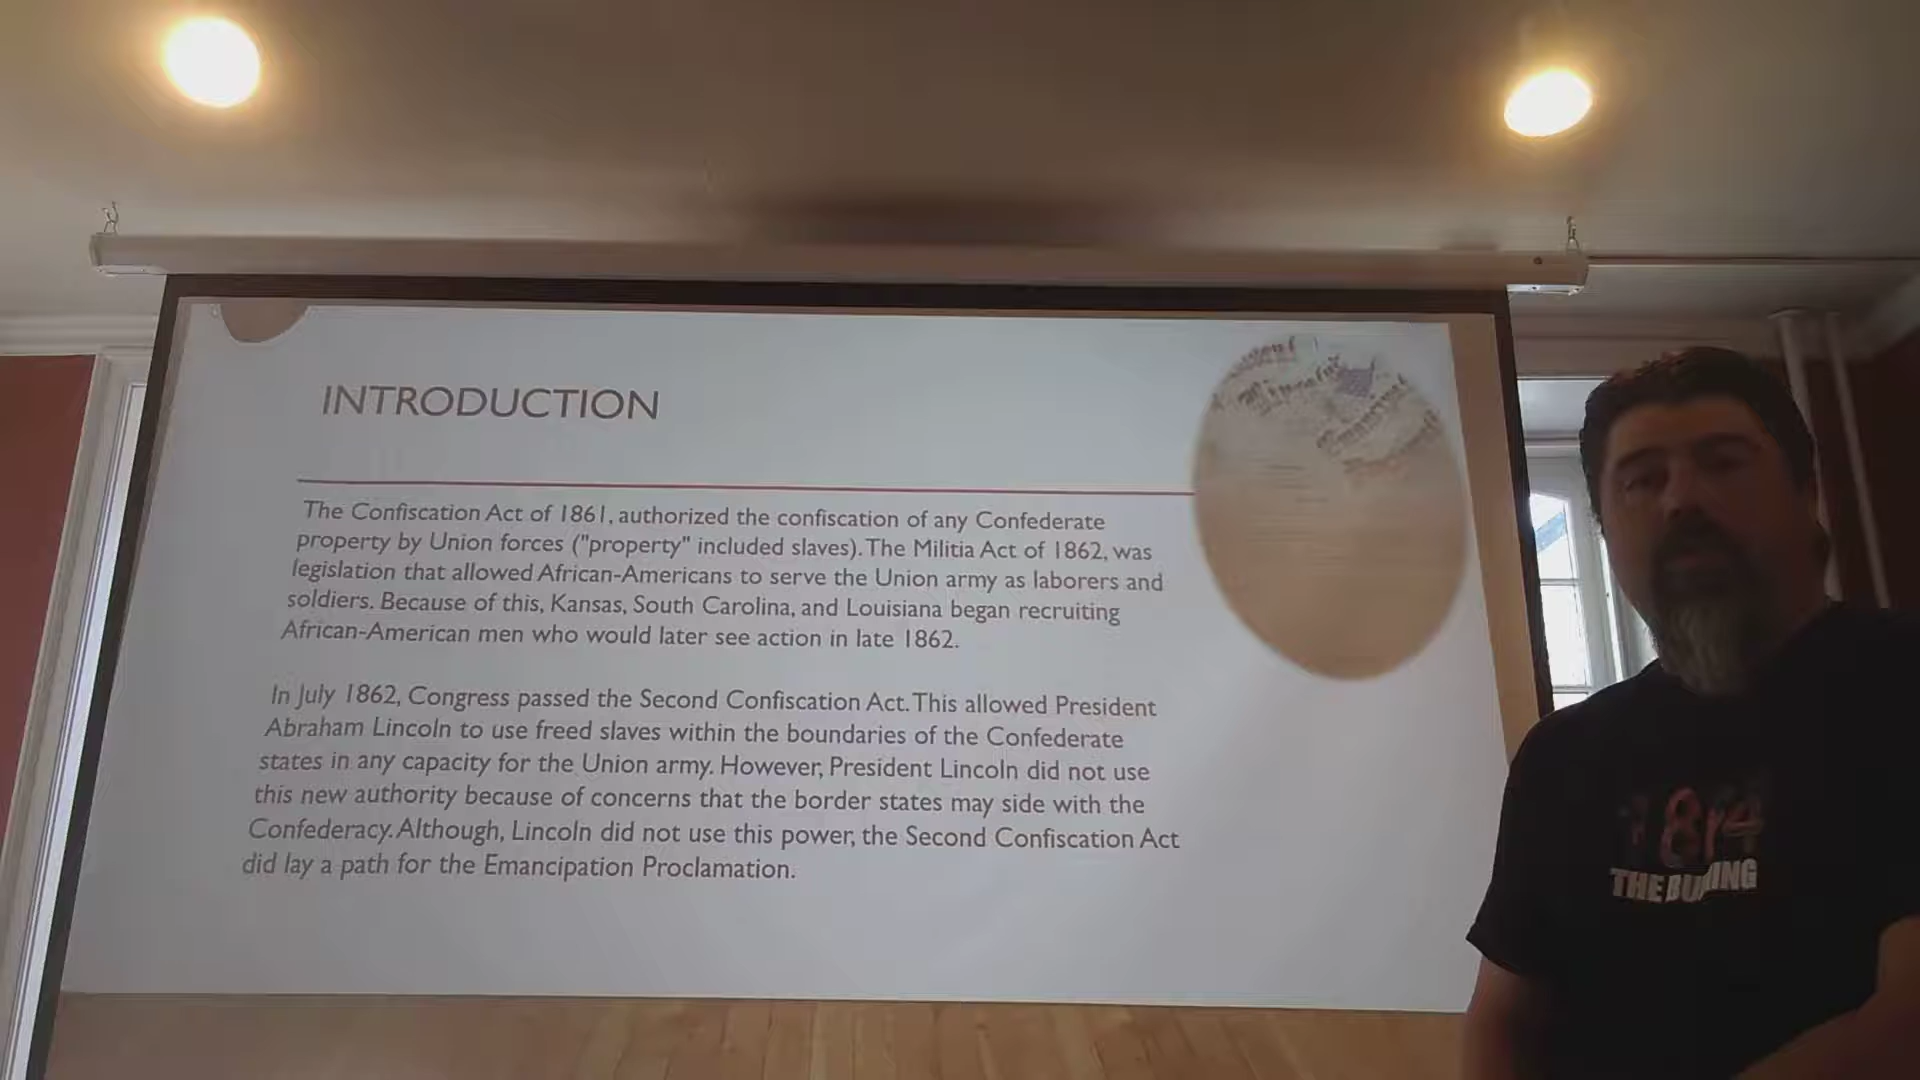 INTRODUCTION
The Confiscation Act of 1861, authorized the confiscation of any Confederate
property by Union forces ("property" included slaves). The Militia Act of 1862, was
legislation that allowed African-Americans to serve the Union army as laborers and
soldiers. Because of this, Kansas, South Carolina, and Louisiana began recruiting
African-American men who would later see action in late 1862.
In July 1862, Congress passed the Second Confiscation Act. This allowed President
Abraham Lincoln to use freed slaves within the boundaries of the Confederate
states in any capacity for the Union army. However, President Lincoln did not use
this new authority because of concerns that the border states may side with the
Confederacy. Although, Lincoln did not use this power, the Second Confiscation Act
did lay a path for the Emancipation Proclamation.
THE